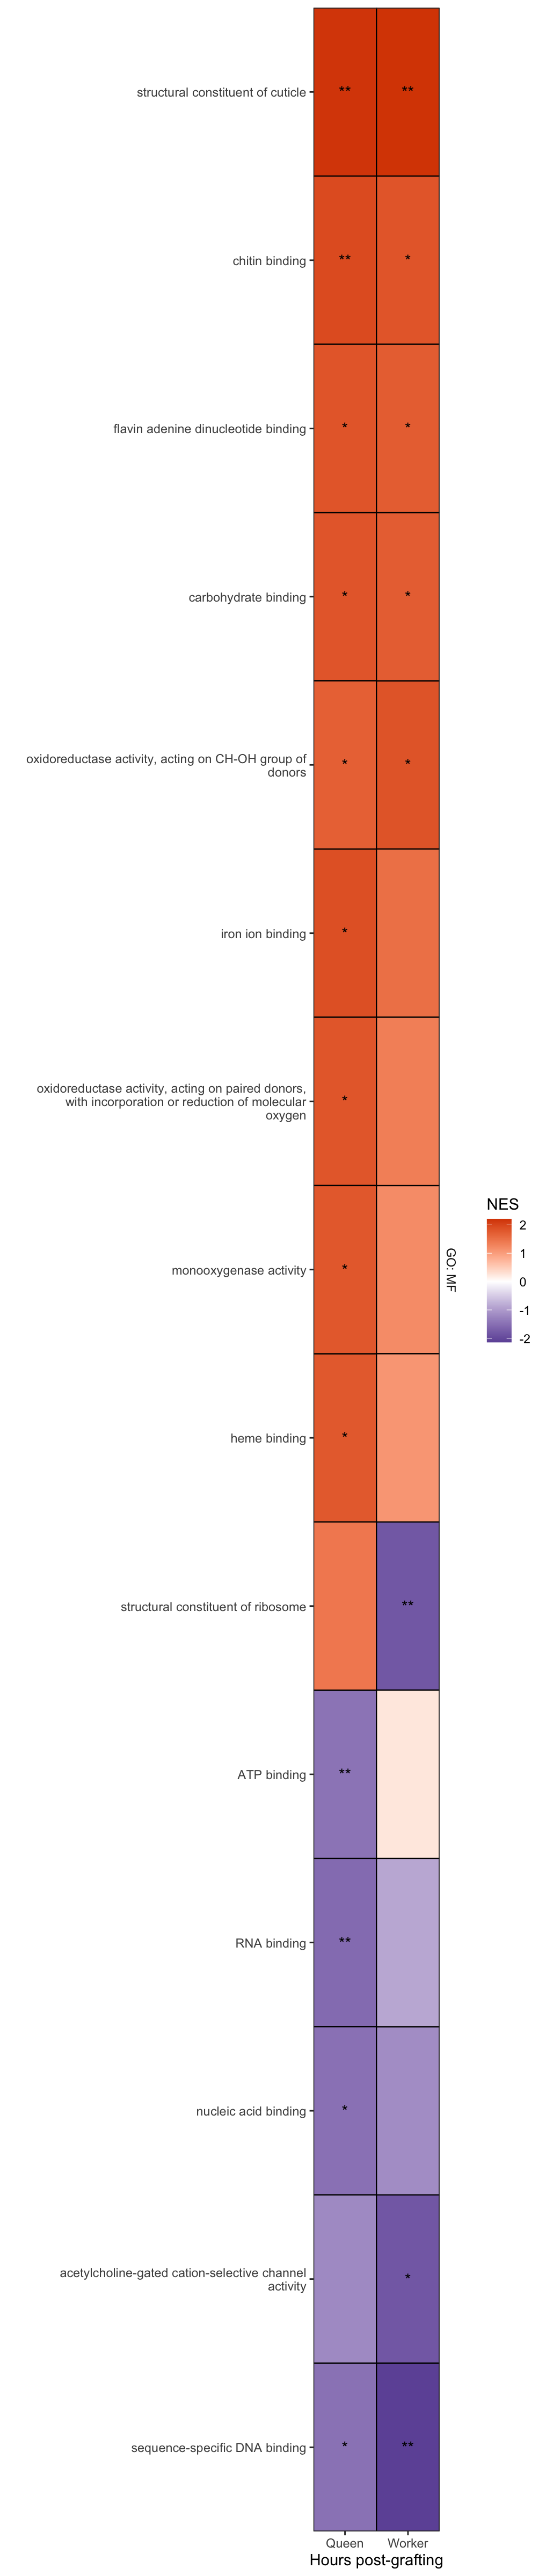 structural constituent of cuticle
** **
chitin binding
** *
flavin adenine dinucleotide binding
* *
carbohydrate binding
* *
oxidoreductase activity, acting on CH-OH group of
donors
* *
iron ion binding
*
oxidoreductase activity, acting on paired donors,
with incorporation or reduction of molecular
oxygen
*
monooxygenase activity
*
heme binding
*
structural constituent of ribosome
**
ATP binding
**
RNA binding
**
nucleic acid binding
*
acetylcholine-gated cation-selective channel
activity
*
sequence-specific DNA binding
* **
Queen Worker
Hours post-grafting
GO: MF
NES
2
1
0
-1
-2